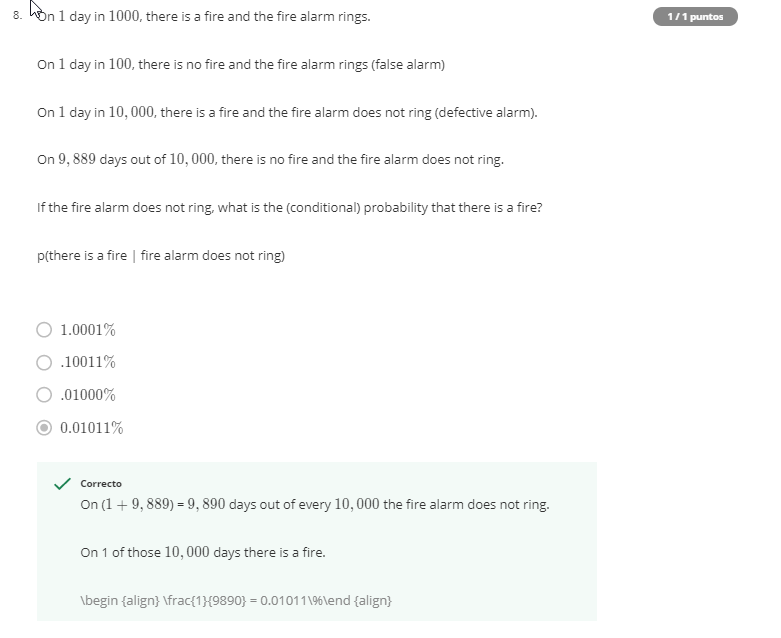 8. On 1 day in 1000, there is a fire and the fire alarm rings.
1 / 1 puntos
On 1 day in 100, there is no fire and the fire alarm rings (false alarm)
On 1 day in 10, 000, there is a fire and the fire alarm does not ring (defective alarm).
On 9, 889 days out of 10, 000, there is no fire and the fire alarm does not ring.
If the fire alarm does not ring, what is the (conditional) probability that there is a fire?
p(there is a fire | fire alarm does not ring)
1.0001%
.10011%
.01000%
0.01011%
Correcto
On (1 + 9, 889) = 9, 890 days out of every 10, 000 the fire alarm does not ring.
On 1 of those 10, 000 days there is a fire.
\begin {align} \frac{1}{9890} = 0.01011\%\end {align}